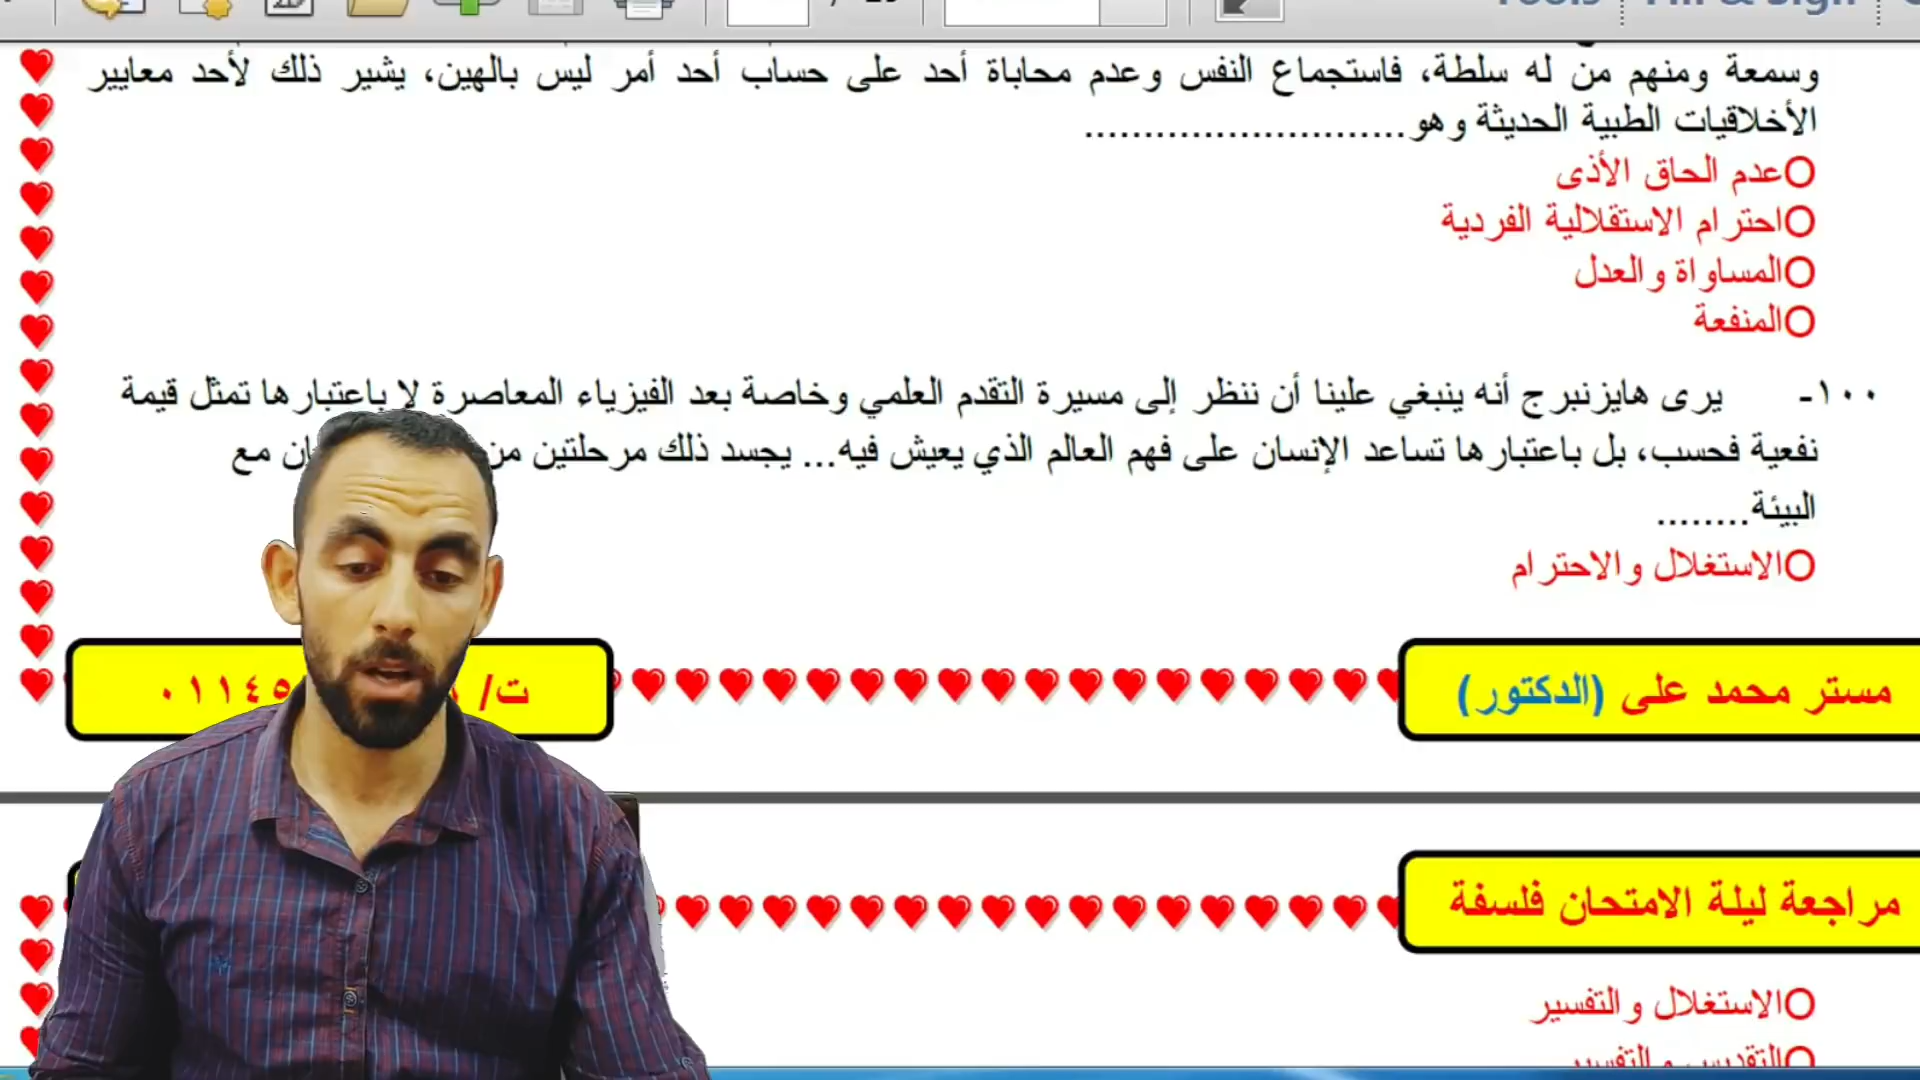 وسمعة ومنهم من له سلطة، فاستجماع النفس وعدم محاباة أحد على حساب أحد أمر ليس بالهين، يشير ذلك لأحد معايير
الأخلاقيات الطبية الحديثة وهو...........................
عدم الحاق الأذى
احترام الاستقلالية الفردية
المساواة والعدل
المنفعة
١٠٠- يرى هايزنبرج أنه ينبغي علينا أن ننظر إلى مسيرة التقدم العلمي وخاصة بعد الفيزياء المعاصرة لا باعتبارها تمثل قيمة
نفعية فحسب، بل باعتبارها تساعد الإنسان على فهم العالم الذي يعيش فيه... يجسد ذلك مرحلتين من مع
البيئة........
الاستغلال والاحترام
مستر محمد على (الدكتور)
ت/ ٠١١٤٥
مراجعة ليلة الامتحان فلسفة
الاستغلال والتفسير